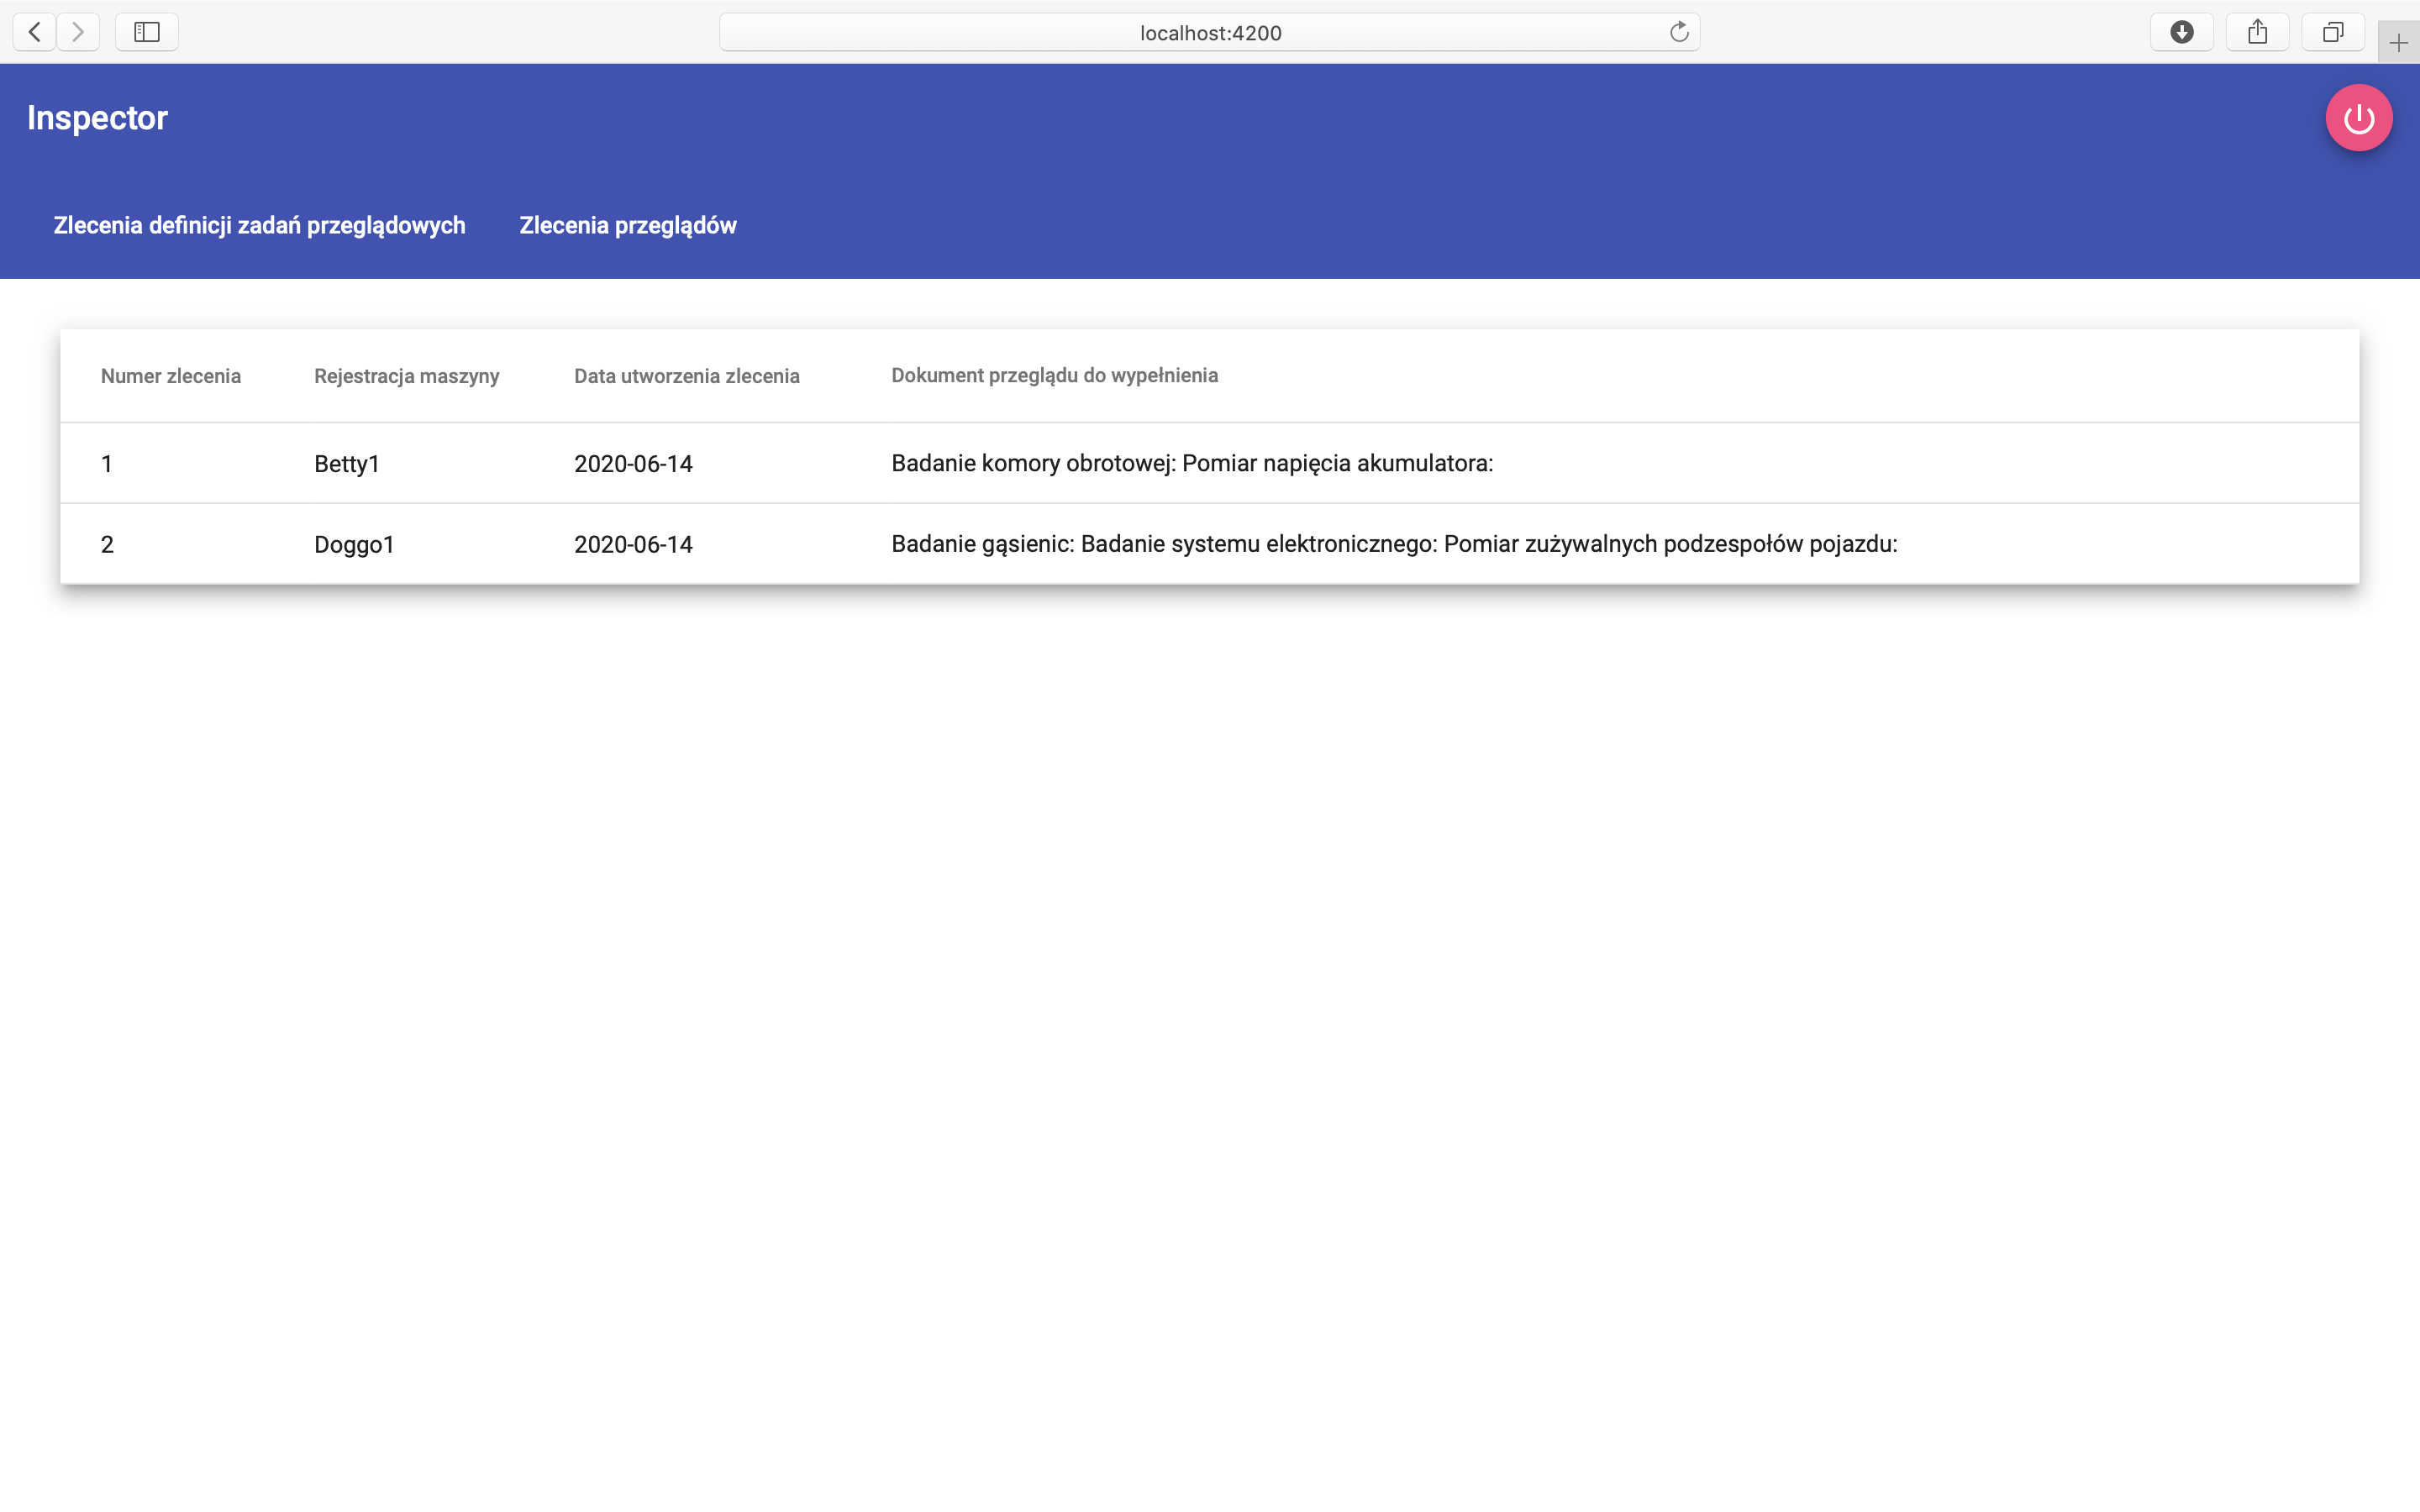 localhost:4200
Inspector
Zlecenia definicji zadań przeglądowych Zlecenia przeglądów
Numer zlecenia Rejestracja maszyny Data utworzenia zlecenia Dokument przeglądu do wypełnienia
1 Betty1 2020-06-14 Badanie komory obrotowej: Pomiar napięcia akumulatora:
2 Doggo1 2020-06-14 Badanie gąsienic: Badanie systemu elektronicznego: Pomiar zużywalnych podzespołów pojazdu: